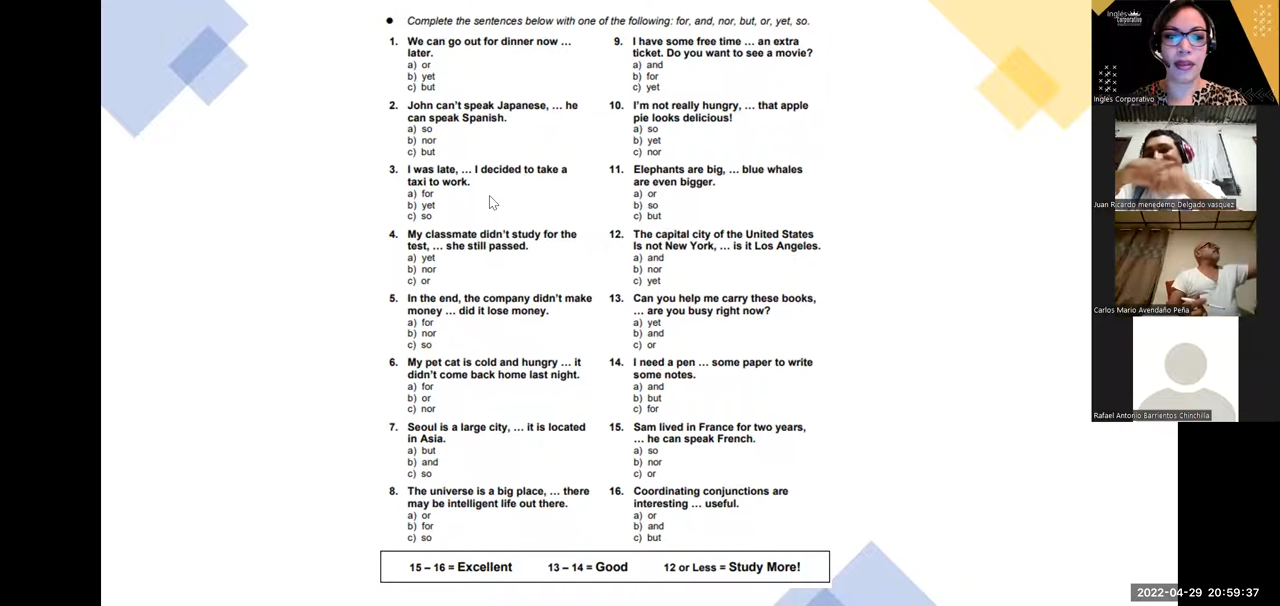 ● Complete the sentences below with one of the following: for, and, nor, but, or, yet, so.
1. We can go out for dinner now …
later.
a) or
b) yet
c) but
2. John can't speak Japanese, … he
can speak Spanish.
a) so
b) nor
c) but
3. I was late, … I decided to take a
taxi to work.
a) for
b) yet
c) so
4. My classmate didn't study for the
test, … she still passed.
a) yet
b) nor
c) or
5. In the end, the company didn't make
money … did it lose money.
a) for
b) nor
c) so
6. My pet cat is cold and hungry … it
didn't come back home last night.
a) for
b) or
c) nor
7. Seoul is a large city, … it is located
in Asia.
a) but
b) and
c) so
8. The universe is a big place, … there
may be intelligent life out there.
a) or
b) for
c) so
9. I have some free time … an extra
ticket. Do you want to see a movie?
a) and
b) for
c) yet
10. I'm not really hungry, … that apple
pie looks delicious!
a) so
b) yet
c) nor
11. Elephants are big, … blue whales
are even bigger.
a) or
b) so
c) but
12. The capital city of the United States
Is not New York, … is it Los Angeles.
a) and
b) nor
c) yet
13. Can you help me carry these books,
… are you busy right now?
a) yet
b) and
c) or
14. I need a pen … some paper to write
some notes.
a) and
b) but
c) for
15. Sam lived in France for two years,
… he can speak French.
a) so
b) nor
c) or
16. Coordinating conjunctions are
interesting … useful.
a) or
b) and
c) but
15 – 16 = Excellent 13 – 14 = Good 12 or Less = Study More!
Inglés
Corporativo
Inglés Corporativo
Juan Ricardo menedemo Delgado vasquez
Carlos Mario Avendaño Peña
Rafael Antonio Barrientos Chinchilla
2022-04-29 20:59:37